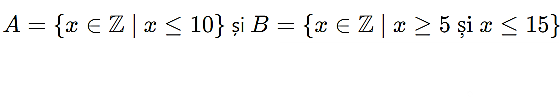 A = {x ∈ ℤ | x ≤ 10} și B = {x ∈ ℤ | x ≥ 5 și x ≤ 15}